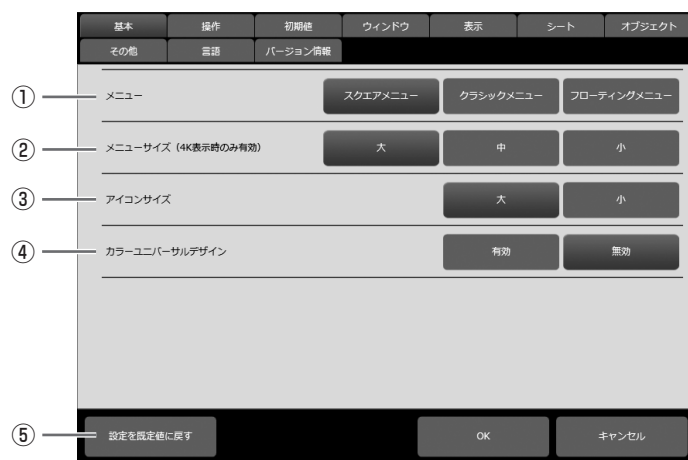 基本 操作 初期値 ウィンドウ 表示 シート オブジェクト
その他 言語 バージョン情報
① メニュー スクエアメニュー クラシックメニュー フローティングメニュー
② メニューサイズ（4K表示時のみ有効） 大 中 小
③ アイコンサイズ 大 小
④ カラーユニバーサルデザイン 有効 無効
⑤ 設定を既定値に戻す OK キャンセル